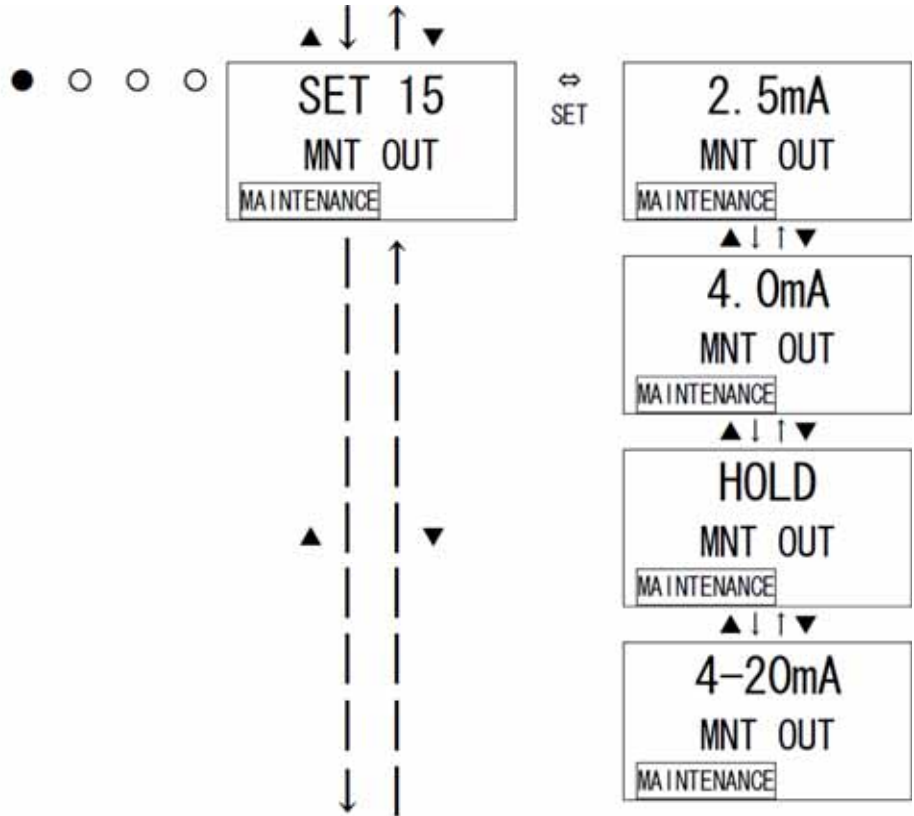 ▲ ↓ ↑ ▼
● ○ ○ ○
SET 15
MNT OUT
MAINTENANCE
⇔
SET
2.5mA
MNT OUT
MAINTENANCE
▲ ↓ ↑ ▼
4.0mA
MNT OUT
MAINTENANCE
▲ ↓ ↑ ▼
HOLD
MNT OUT
MAINTENANCE
▲ ▼
▲ ↓ ↑ ▼
4-20mA
MNT OUT
MAINTENANCE